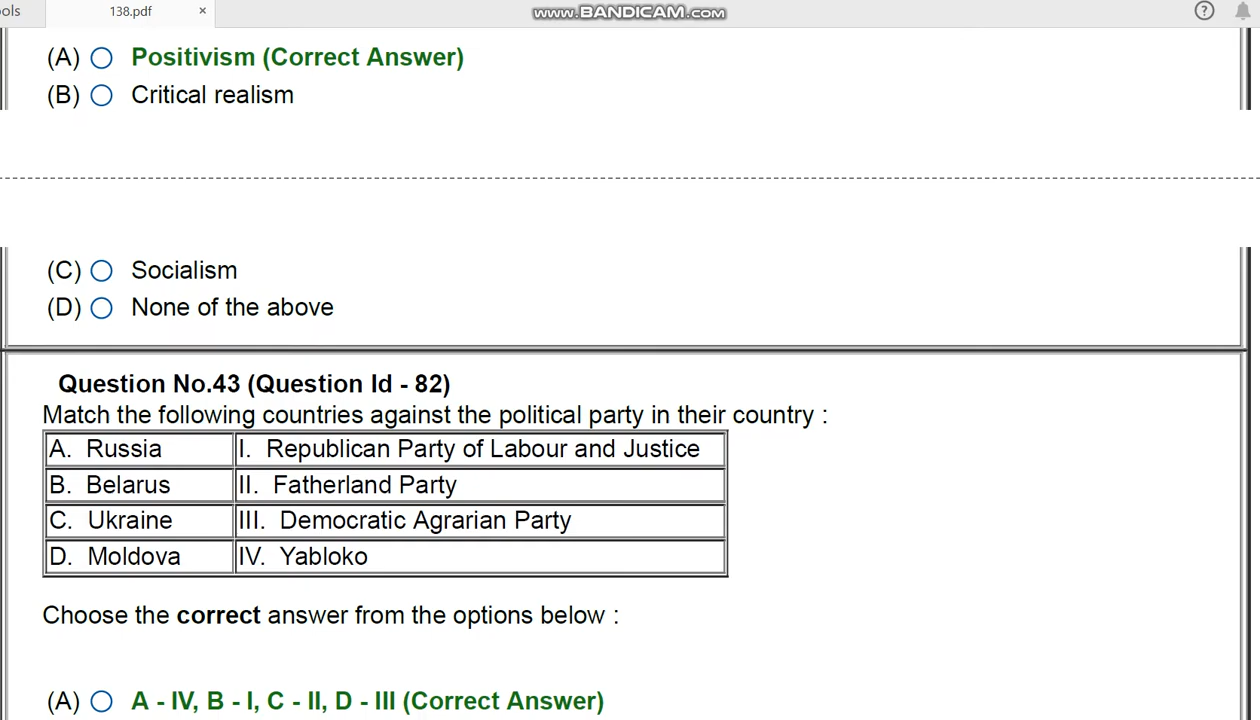 ols 138.pdf × www.BANDICAM.com ?
(A) Positivism (Correct Answer)
(B) Critical realism
(C) Socialism
(D) None of the above
Question No.43 (Question Id - 82)
Match the following countries against the political party in their country :
A. Russia I. Republican Party of Labour and Justice
B. Belarus II. Fatherland Party
C. Ukraine III. Democratic Agrarian Party
D. Moldova IV. Yabloko
Choose the correct answer from the options below :
(A) A - IV, B - I, C - II, D - III (Correct Answer)